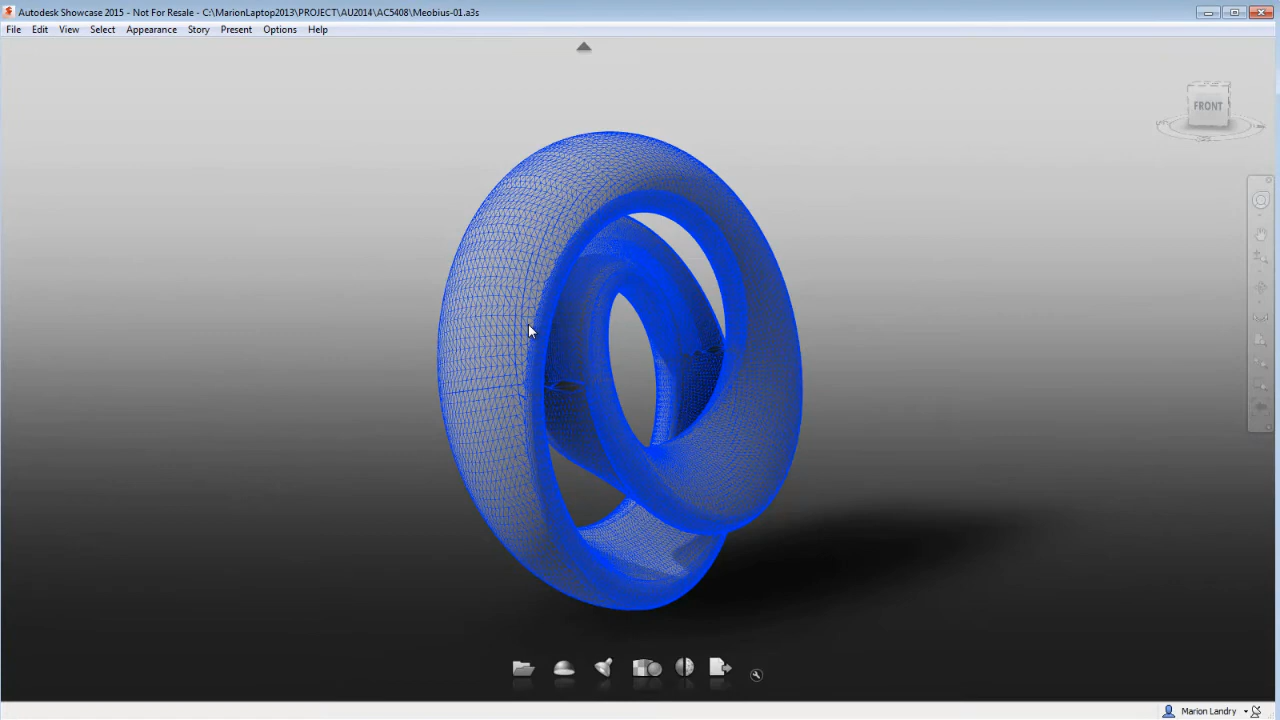 Autodesk Showcase 2015 - Not For Resale - C:\MarionLaptop2013\PROJECT\AU2014\AC5408\Meobius-01.a3s
File Edit View Select Appearance Story Present Options Help
FRONT
Marion Landry